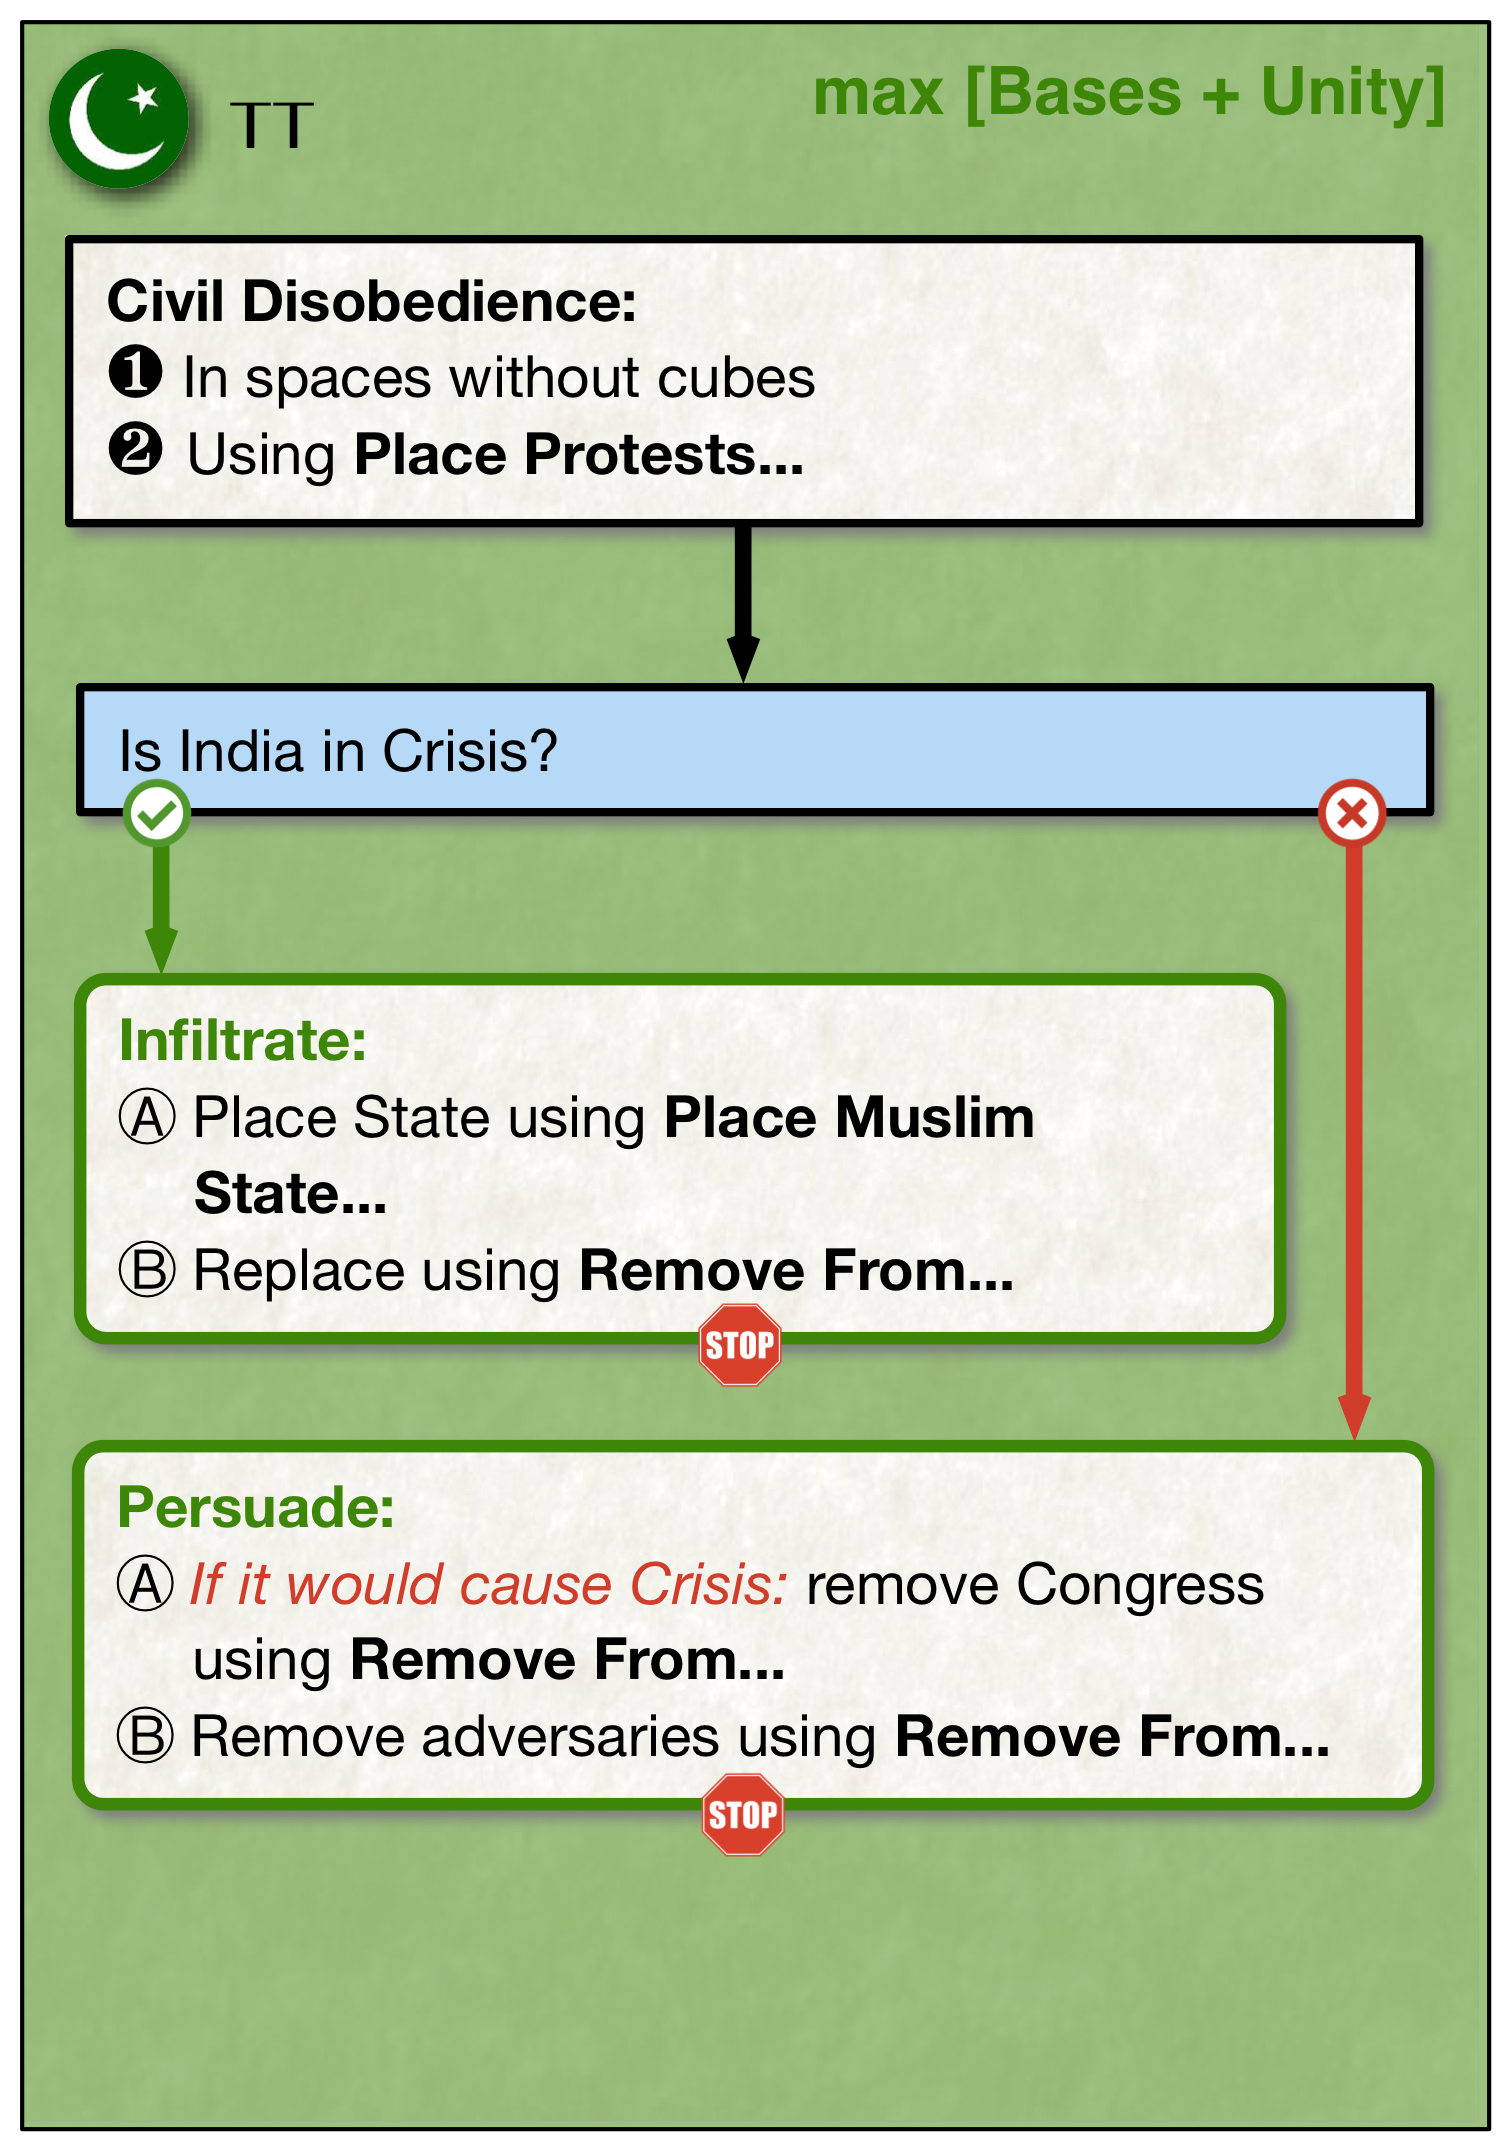 TT
max [Bases + Unity]
Civil Disobedience:
❶ In spaces without cubes
❷ Using Place Protests...
Is India in Crisis?
Infiltrate:
Ⓐ Place State using Place Muslim
State...
Ⓑ Replace using Remove From...
STOP
Persuade:
Ⓐ If it would cause Crisis: remove Congress
using Remove From...
Ⓑ Remove adversaries using Remove From...
STOP